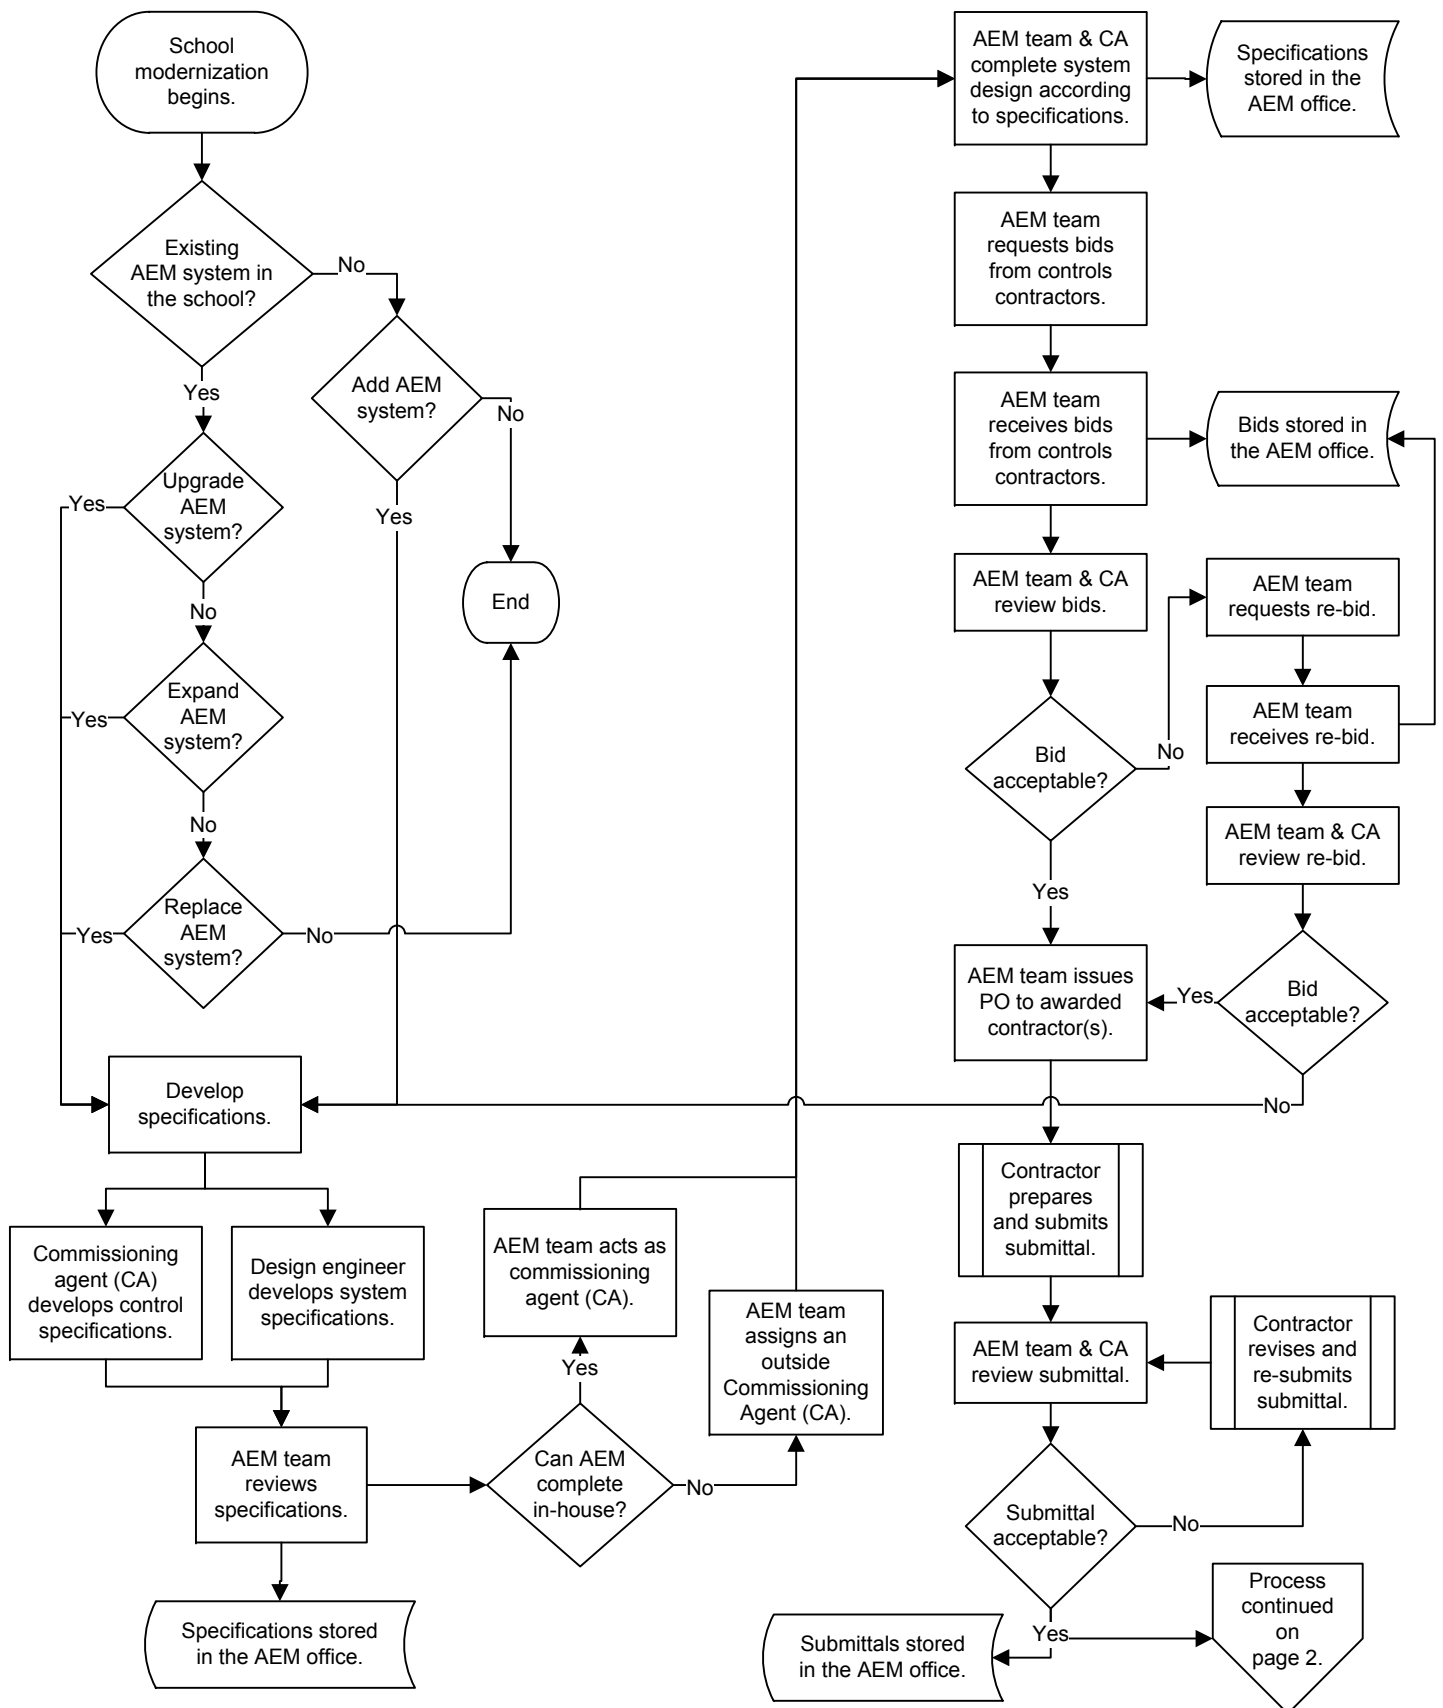 School
modernization
begins.
Existing
AEM system in
the school?
No
Yes
Add AEM
system?
No
Yes
Upgrade
AEM
system?
Yes
No
End
Expand
AEM
system?
Yes
No
Replace
AEM
system?
Yes
No
Develop
specifications.
Commissioning
agent (CA)
develops control
specifications.
Design engineer
develops system
specifications.
AEM team
reviews
specifications.
Specifications stored
in the AEM office.
Can AEM
complete
in-house?
Yes
No
AEM team acts as
commissioning
agent (CA).
AEM team
assigns an
outside
Commissioning
Agent (CA).
AEM team & CA
complete system
design according
to specifications.
Specifications
stored in the
AEM office.
AEM team
requests bids
from controls
contractors.
AEM team
receives bids
from controls
contractors.
Bids stored in
the AEM office.
AEM team & CA
review bids.
AEM team
requests re-bid.
AEM team
receives re-bid.
Bid
acceptable?
No
Yes
AEM team & CA
review re-bid.
AEM team issues
PO to awarded
contractor(s).
Bid
acceptable?
Yes
No
Contractor
prepares
and submits
submittal.
AEM team & CA
review submittal.
Contractor
revises and
re-submits
submittal.
Submittal
acceptable?
No
Yes
Submittals stored
in the AEM office.
Process
continued
on
page 2.